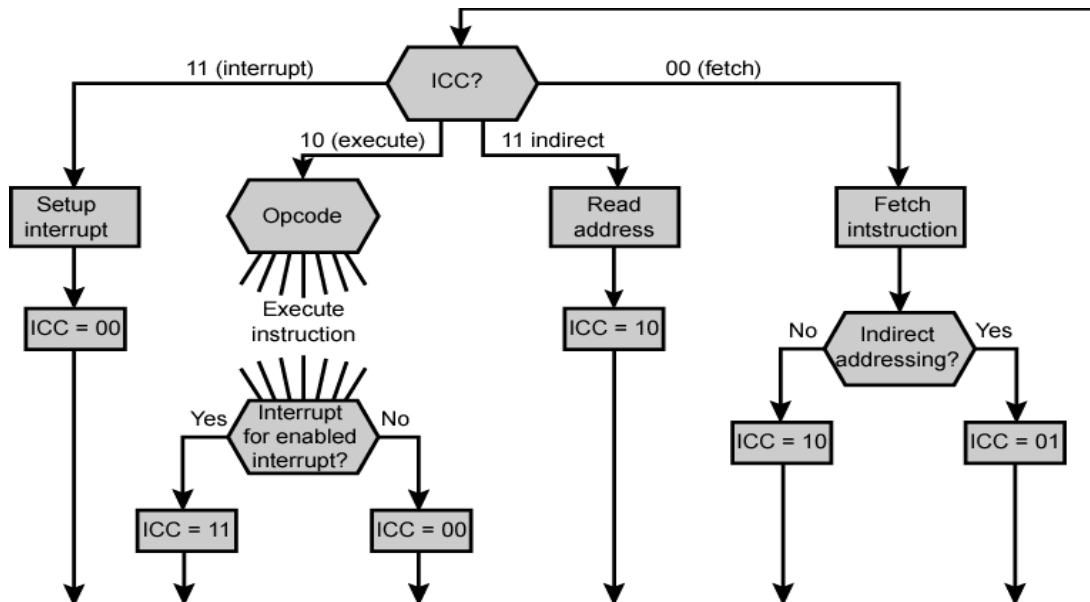 ICC?
11 (interrupt)
00 (fetch)
10 (execute)
11 indirect
Setup
interrupt
Opcode
Read
address
Fetch
intstruction
ICC = 00
Execute
instruction
ICC = 10
No
Indirect
addressing?
Yes
Yes
Interrupt
for enabled
interrupt?
No
ICC = 10
ICC = 01
ICC = 11
ICC = 00